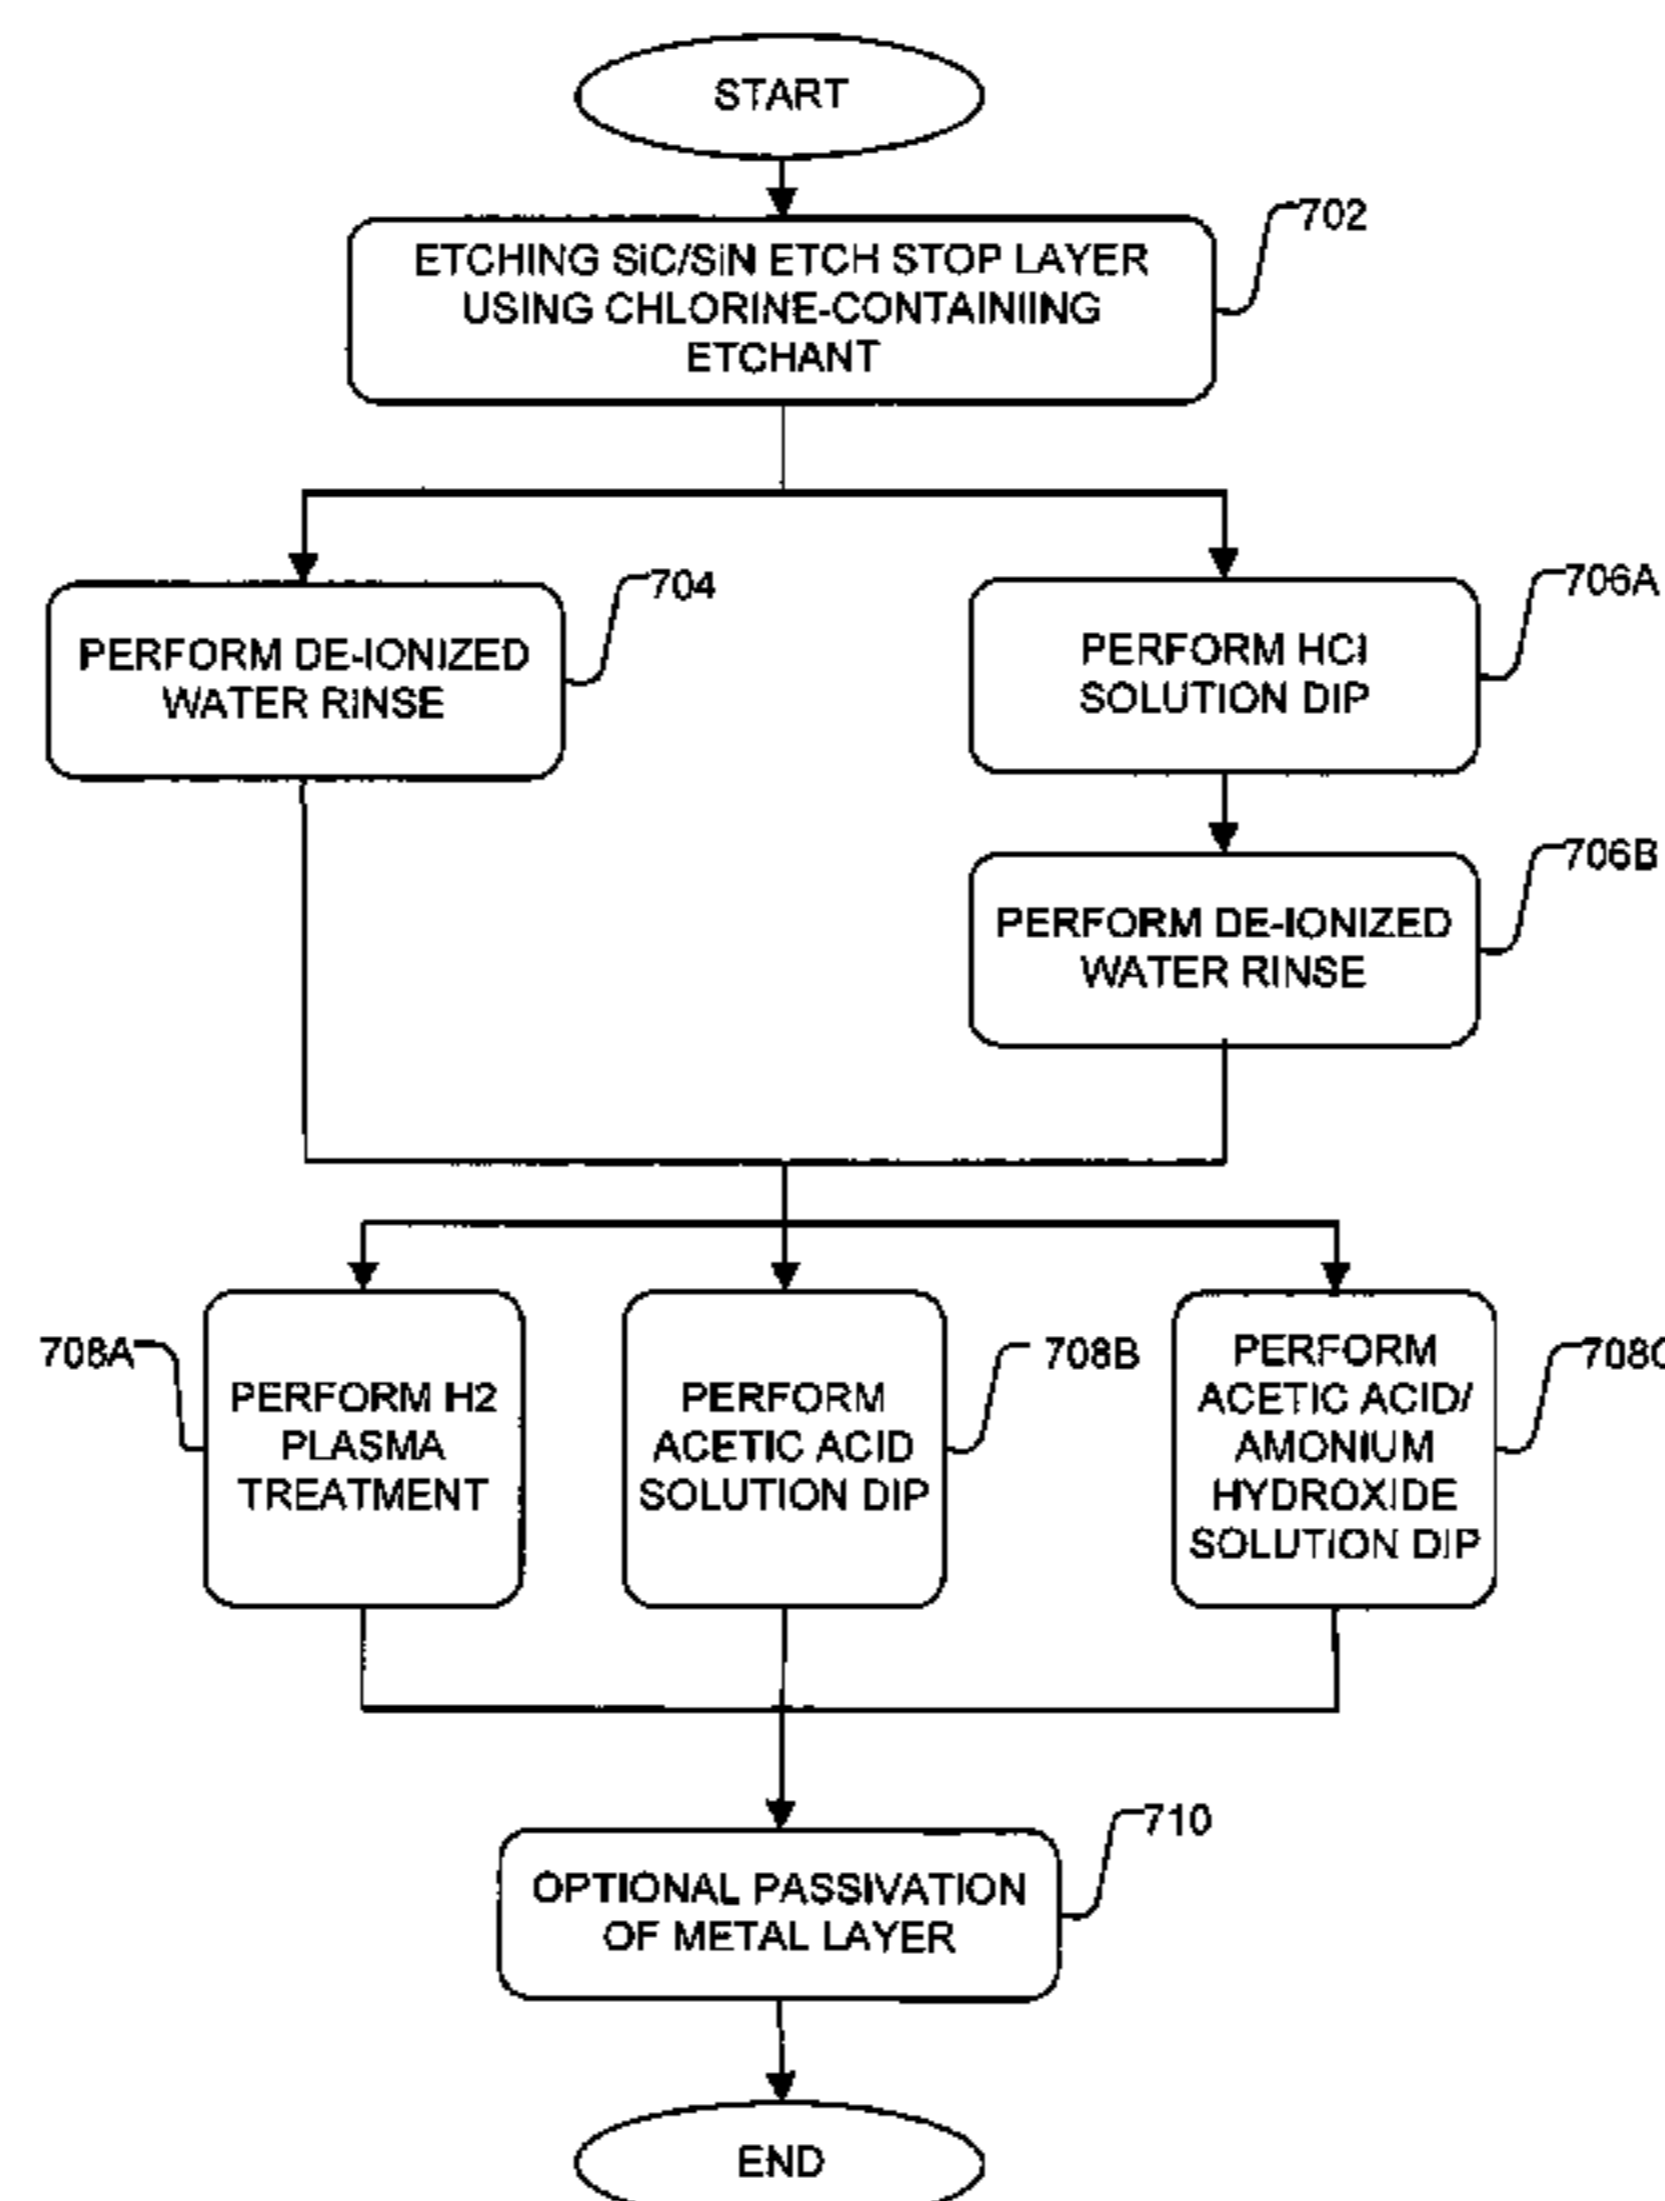 START
702
ETCHING SiC/SiN ETCH STOP LAYER
USING CHLORINE-CONTAINIING
ETCHANT
704
PERFORM DE-IONIZED
WATER RINSE
706A
PERFORM HCl
SOLUTION DIP
706B
PERFORM DE-IONIZED
WATER RINSE
708A
PERFORM H2
PLASMA
TREATMENT
708B
PERFORM
ACETIC ACID
SOLUTION DIP
708C
PERFORM
ACETIC ACID/
AMONIUM
HYDROXIDE
SOLUTION DIP
710
OPTIONAL PASSIVATION
OF METAL LAYER
END